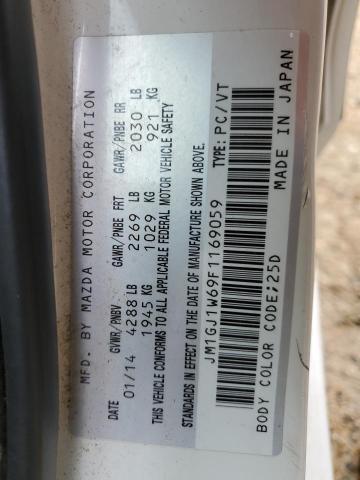 MFD. BY MAZDA MOTOR CORPORATION
DATE GVWR/PNBV GAWR/PNBE FRT GAWR/PNBE RR
01/14 4288 LB 2269 LB 2030 LB
1945 KG 1029 KG 921 KG
THIS VEHICLE CONFORMS TO ALL APPLICABLE FEDERAL MOTOR VEHICLE SAFETY
STANDARDS IN EFFECT ON THE DATE OF MANUFACTURE SHOWN ABOVE.
JM1GJ1W69F1169059 TYPE: PC/VT
BODY COLOR CODE:25D MADE IN JAPAN